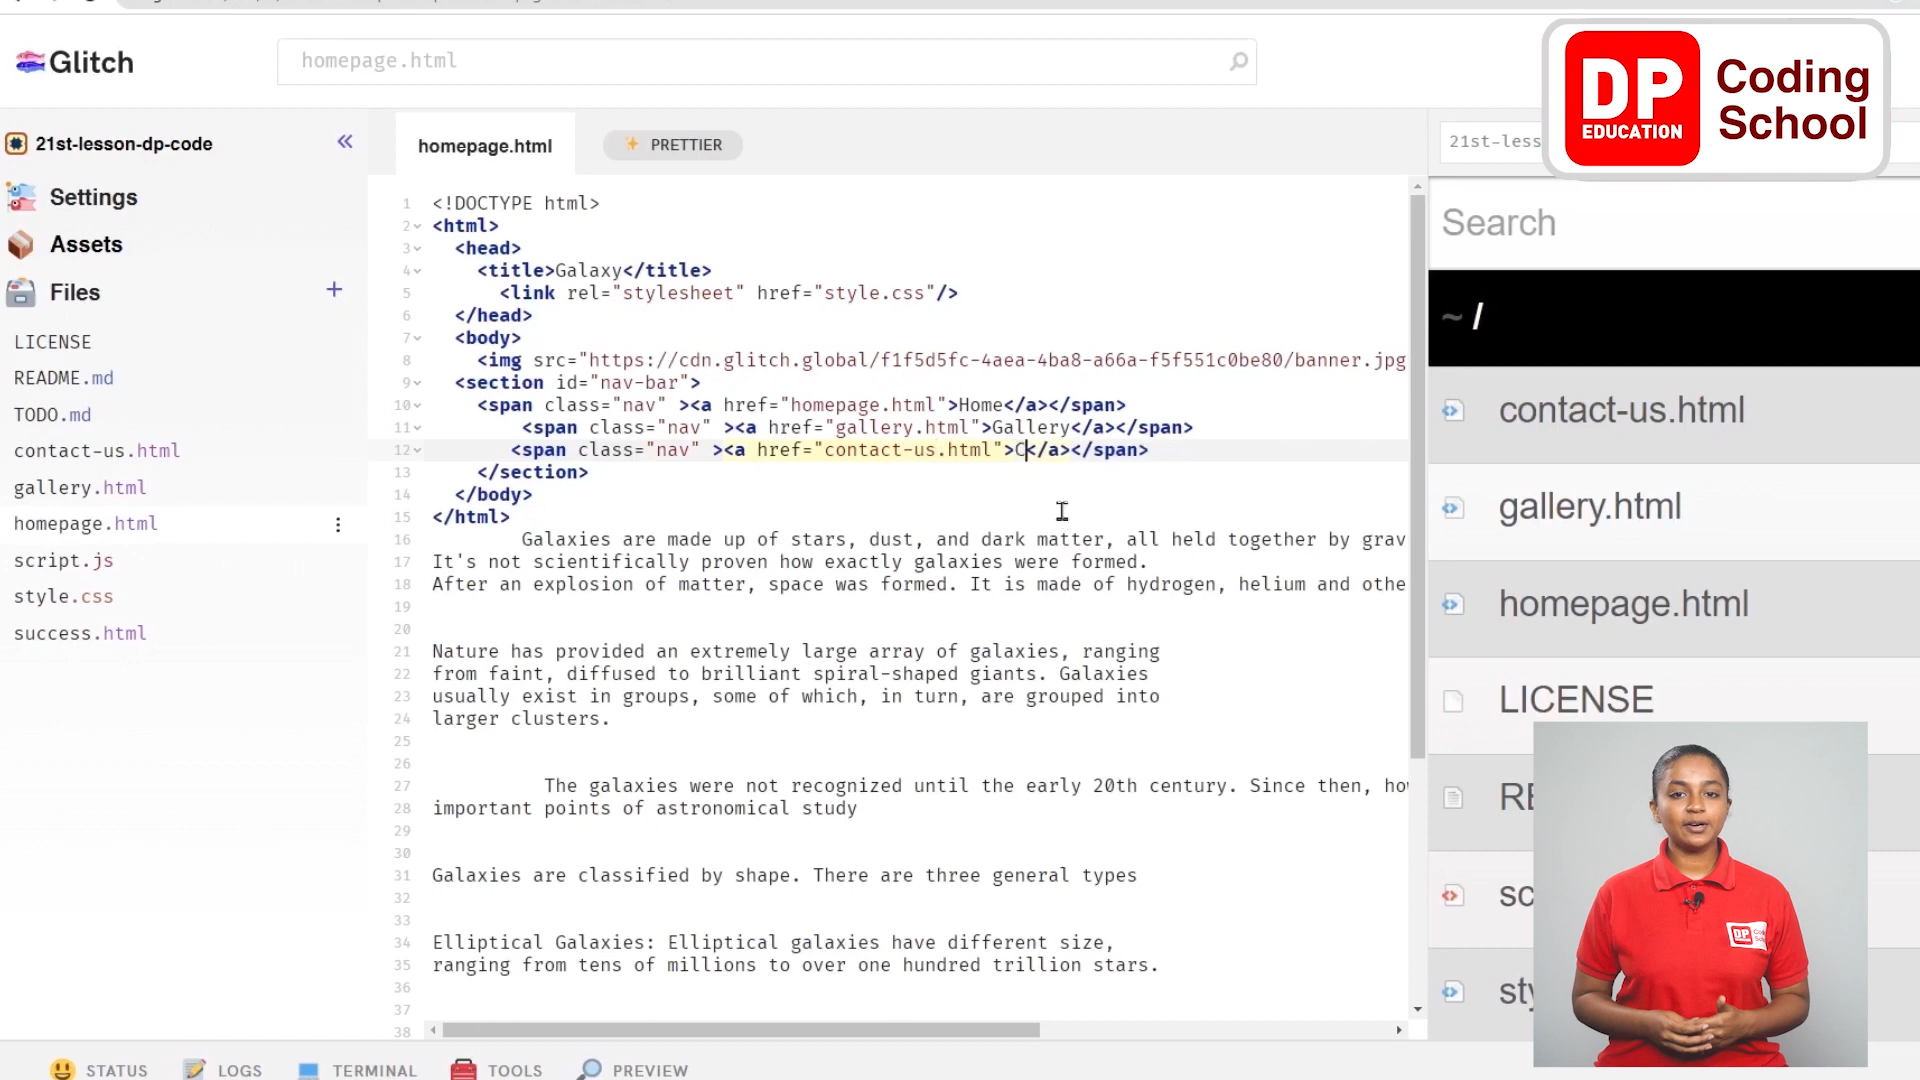 Glitch
homepage.html
DP
EDUCATION
Coding
School
21st-lesson-dp-code
«
homepage.html
PRETTIER
21st-less
Settings
Assets
Files
+
LICENSE
README.md
TODO.md
contact-us.html
gallery.html
homepage.html
script.js
style.css
success.html
1 <!DOCTYPE html>
2 <html>
3 <head>
4 <title>Galaxy</title>
5 <link rel="stylesheet" href="style.css"/>
6 </head>
7 <body>
8 <img src="https://cdn.glitch.global/f1f5d5fc-4aea-4ba8-a66a-f5f551c0be80/banner.jpg
9 <section id="nav-bar">
10 <span class="nav" ><a href="homepage.html">Home</a></span>
11 <span class="nav" ><a href="gallery.html">Gallery</a></span>
12 <span class="nav" ><a href="contact-us.html">C</a></span>
13 </section>
14 </body>
15 </html>
16 Galaxies are made up of stars, dust, and dark matter, all held together by grav
17 It's not scientifically proven how exactly galaxies were formed.
18 After an explosion of matter, space was formed. It is made of hydrogen, helium and othe
19
20
21 Nature has provided an extremely large array of galaxies, ranging
22 from faint, diffused to brilliant spiral-shaped giants. Galaxies
23 usually exist in groups, some of which, in turn, are grouped into
24 larger clusters.
25
26
27 The galaxies were not recognized until the early 20th century. Since then, ho
28 important points of astronomical study
29
30
31 Galaxies are classified by shape. There are three general types
32
33
34 Elliptical Galaxies: Elliptical galaxies have different size,
35 ranging from tens of millions to over one hundred trillion stars.
36
37
38
Search
~ /
contact-us.html
gallery.html
homepage.html
LICENSE
RE
sc
sty
DP
STATUS
LOGS
TERMINAL
TOOLS
PREVIEW